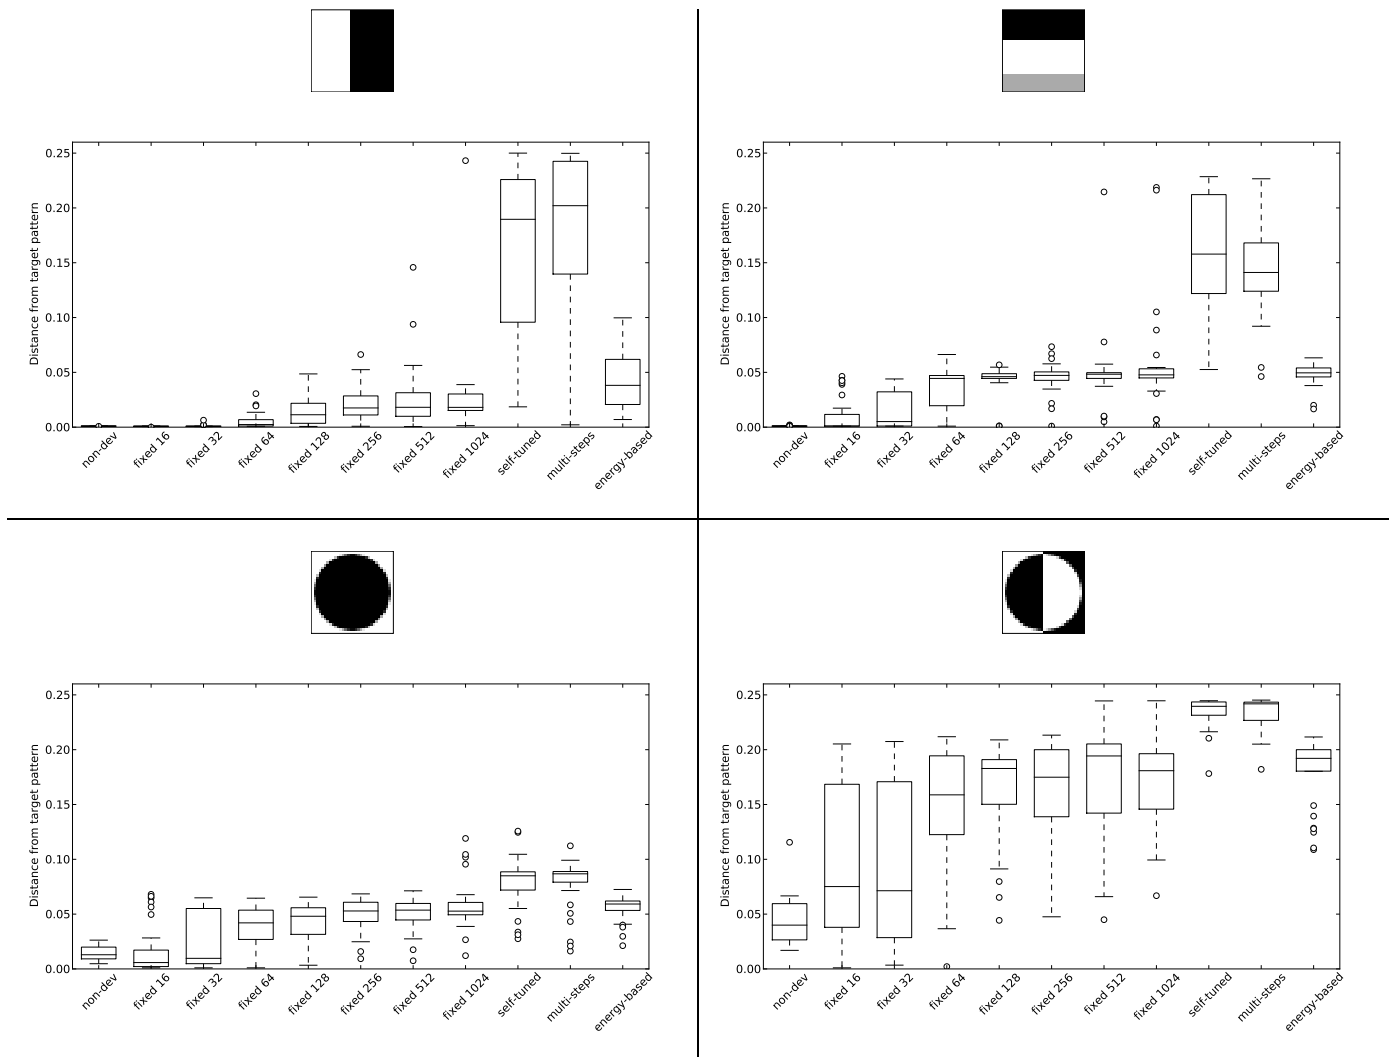 0.25
0.20
0.15
0.10
0.05
0.00
Distance from target pattern
non-dev
fixed 16
fixed 32
fixed 64
fixed 128
fixed 256
fixed 512
fixed 1024
self-tuned
multi-steps
energy-based
0.25
0.20
0.15
0.10
0.05
0.00
Distance from target pattern
non-dev
fixed 16
fixed 32
fixed 64
fixed 128
fixed 256
fixed 512
fixed 1024
self-tuned
multi-steps
energy-based
0.25
0.20
0.15
0.10
0.05
0.00
Distance from target pattern
non-dev
fixed 16
fixed 32
fixed 64
fixed 128
fixed 256
fixed 512
fixed 1024
self-tuned
multi-steps
energy-based
0.25
0.20
0.15
0.10
0.05
0.00
Distance from target pattern
non-dev
fixed 16
fixed 32
fixed 64
fixed 128
fixed 256
fixed 512
fixed 1024
self-tuned
multi-steps
energy-based